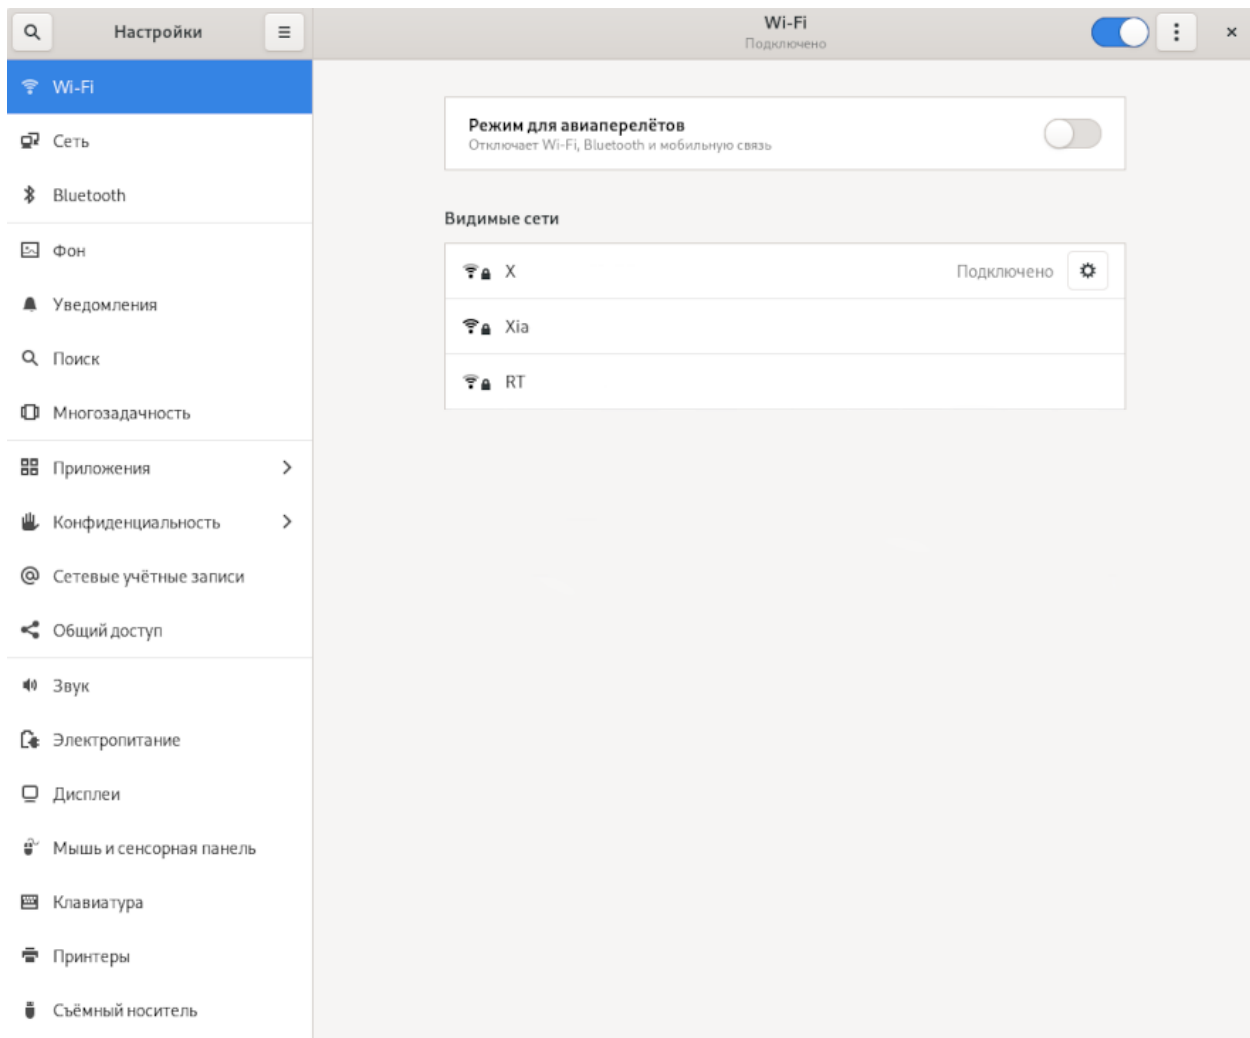 Настройки
Wi-Fi
Подключено
Wi-Fi
Сеть
Bluetooth
Фон
Уведомления
Поиск
Многозадачность
Приложения
Конфиденциальность
Сетевые учётные записи
Общий доступ
Звук
Электропитание
Дисплеи
Мышь и сенсорная панель
Клавиатура
Принтеры
Съёмный носитель
Режим для авиаперелётов
Отключает Wi-Fi, Bluetooth и мобильную связь
Видимые сети
X Подключено
Xia
RT